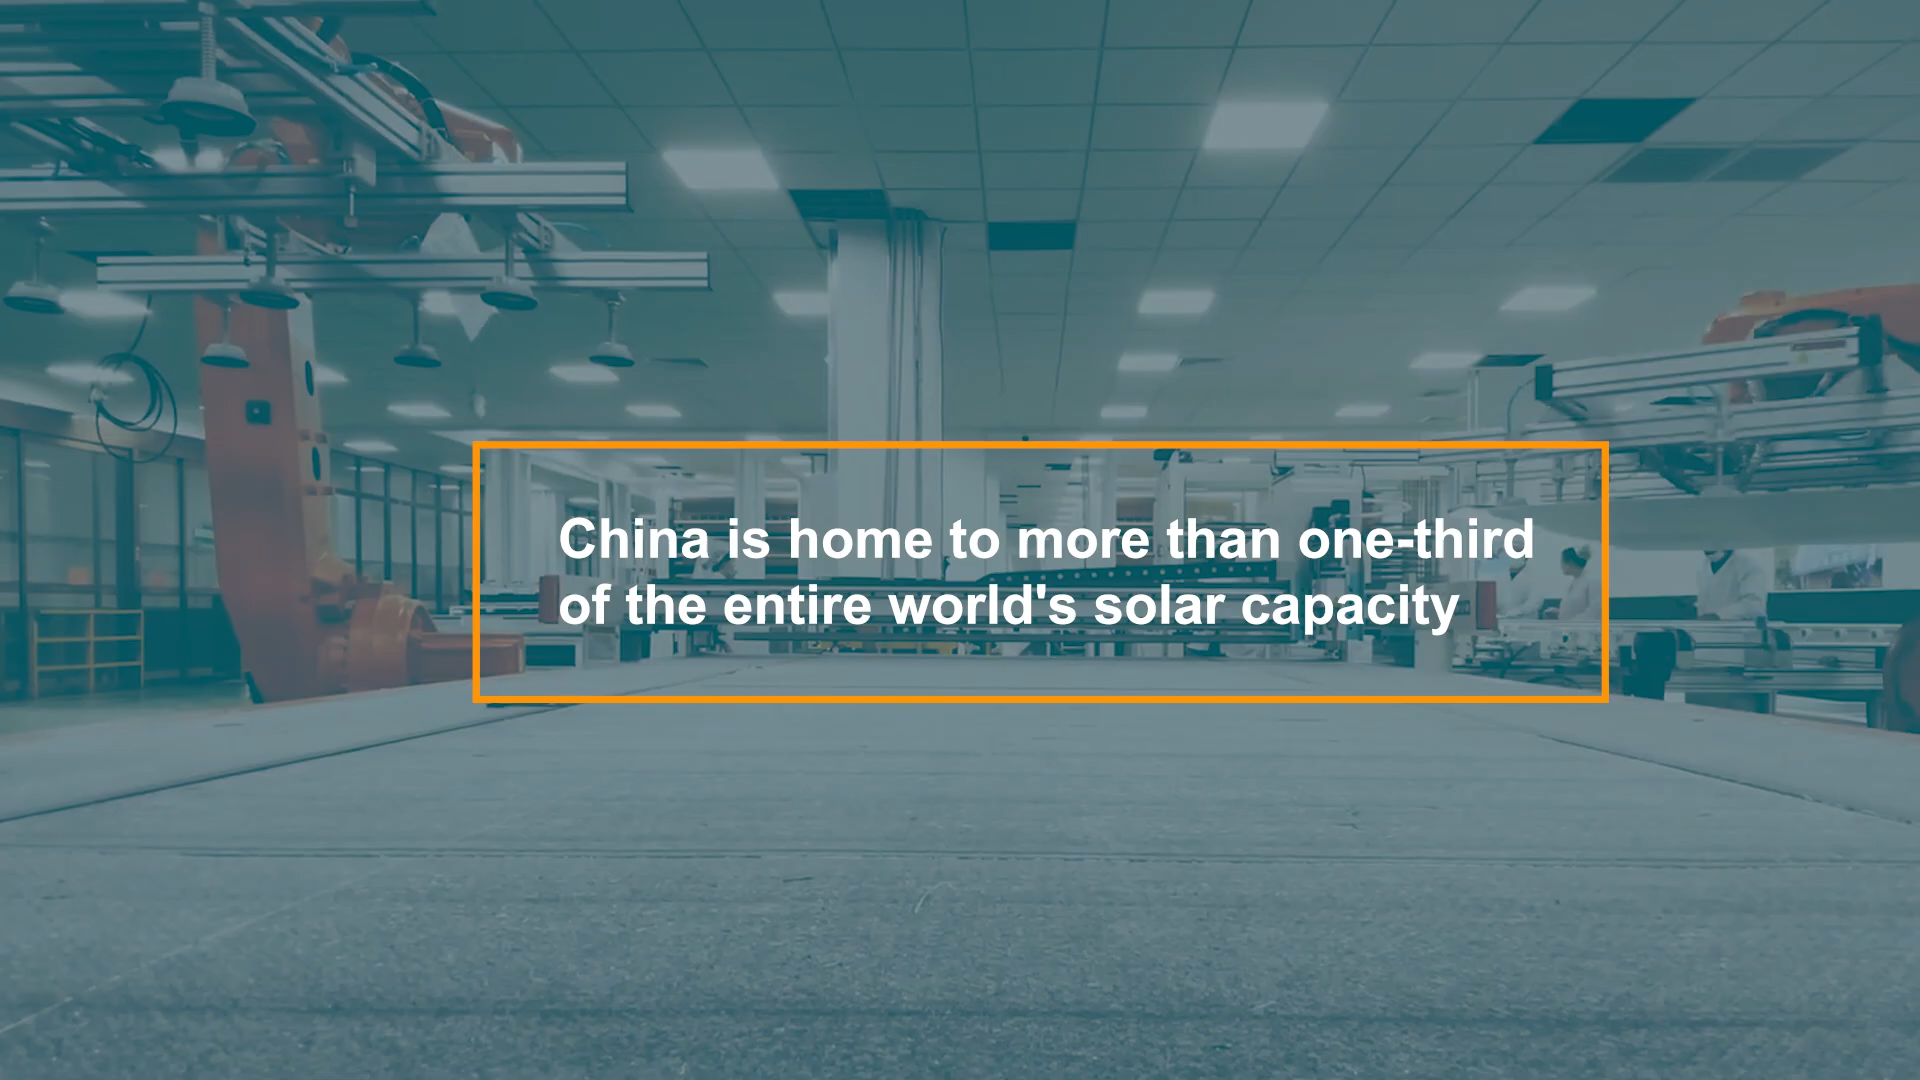 China is home to more than one-third
of the entire world's solar capacity